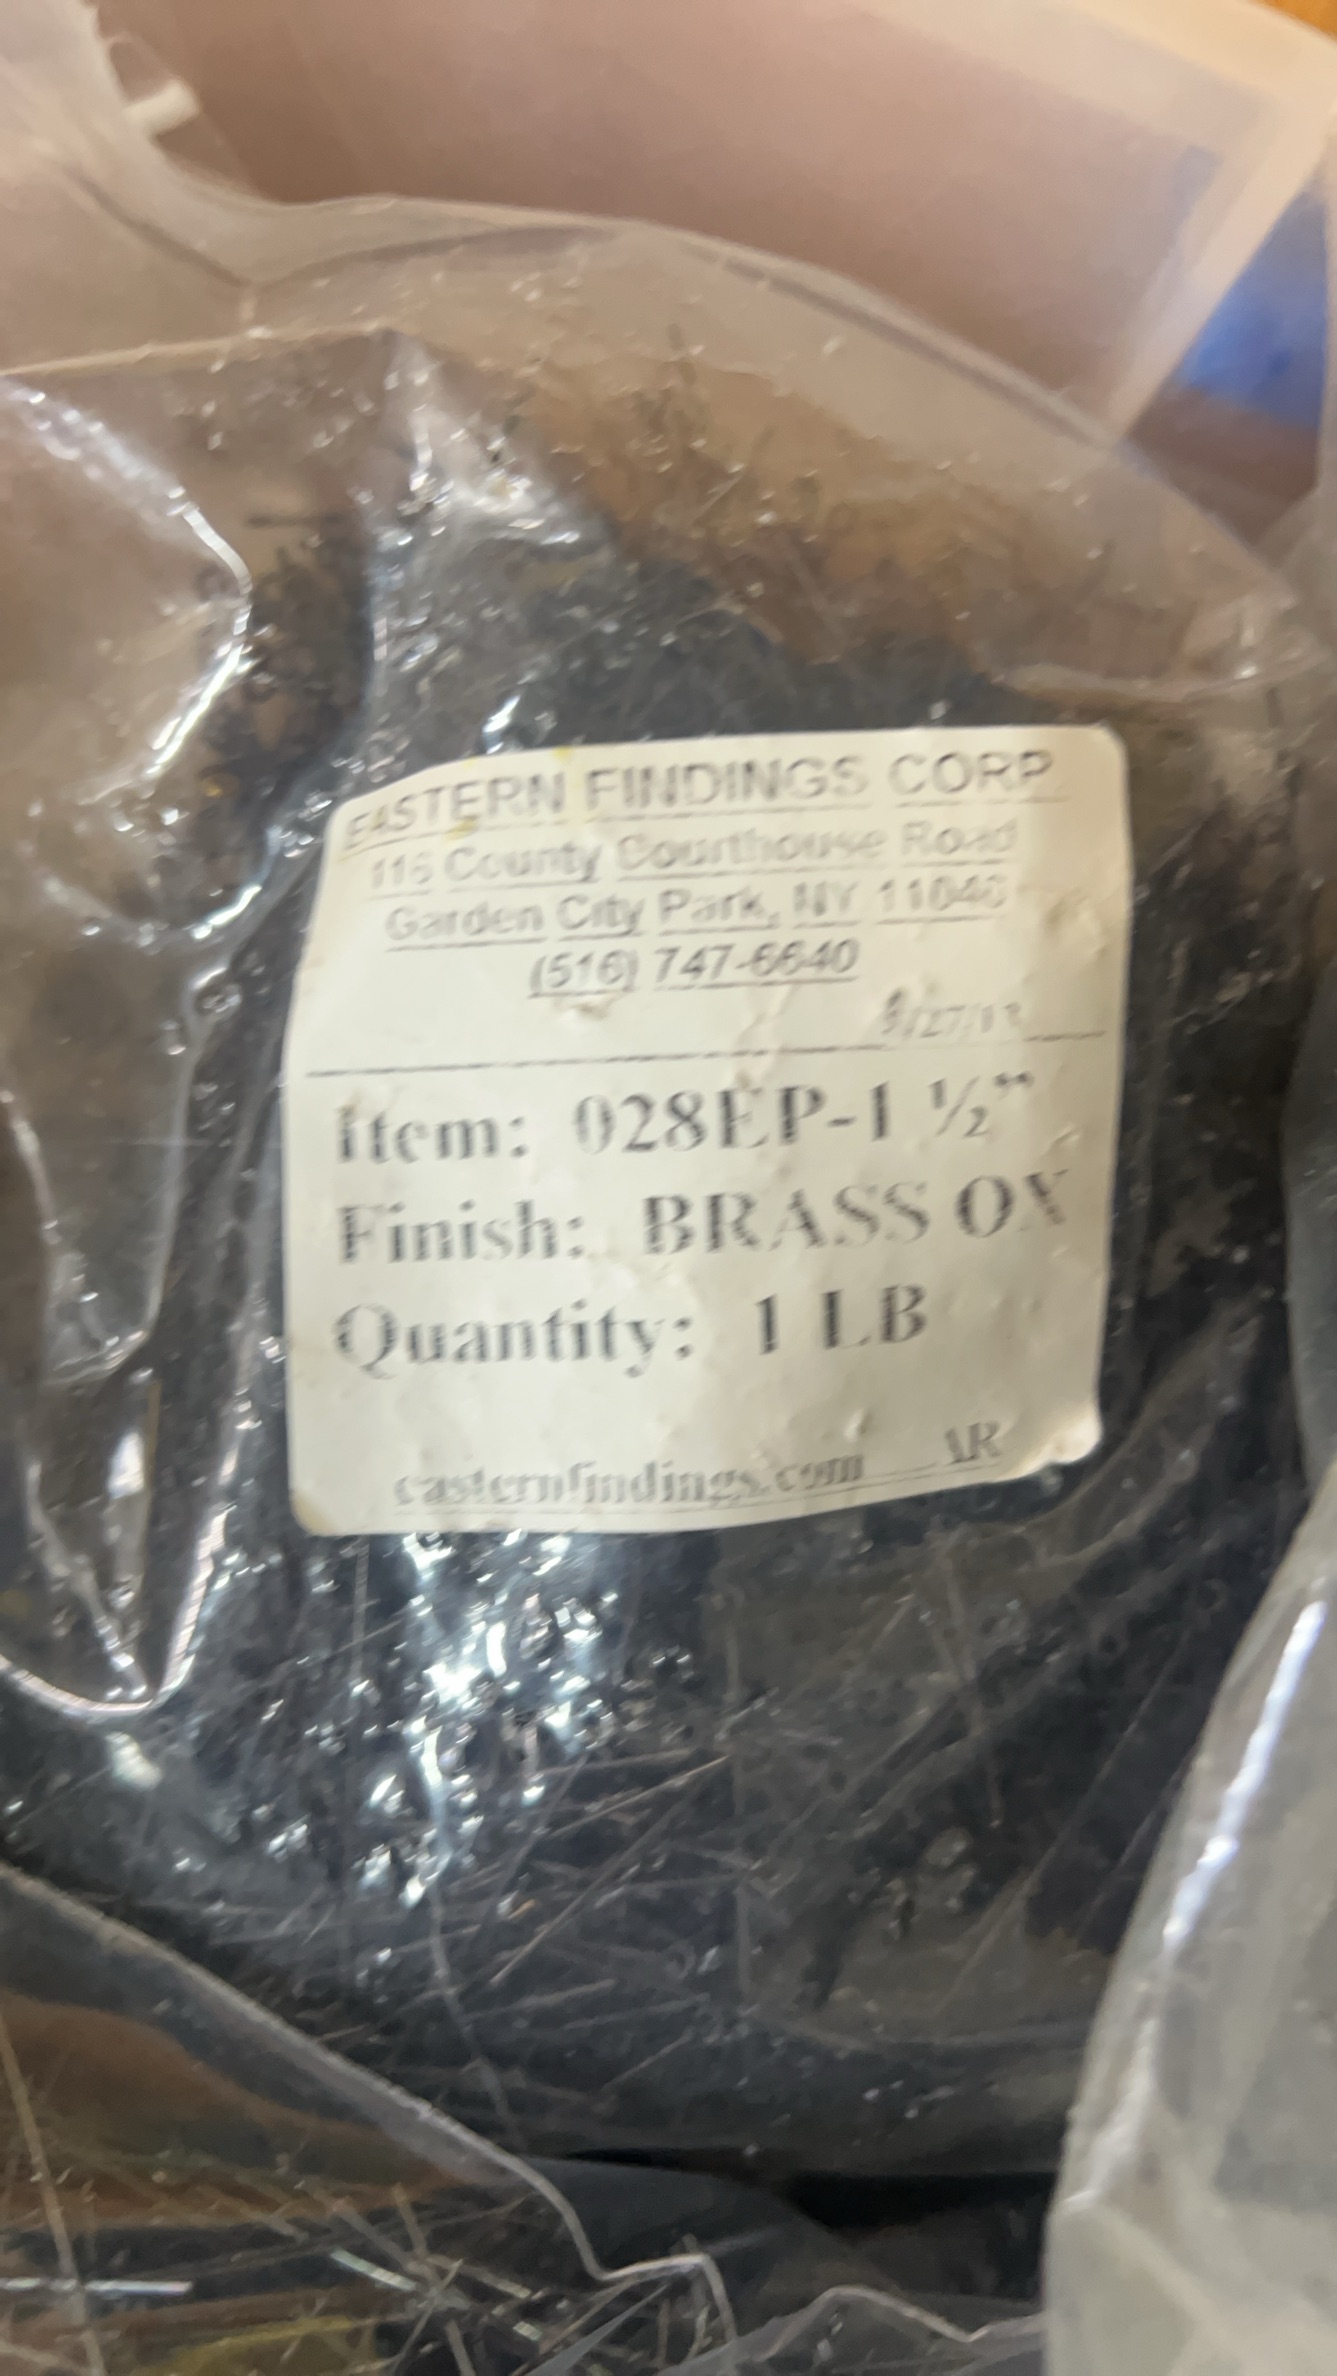 EASTERN FINDINGS CORP
116 County Courthouse Road
Garden City Park, NY 11040
(516) 747-6640
Item: 028EP-1 ½"
Finish: BRASS OX
Quantity: 1 LB
easternfindings.com AR